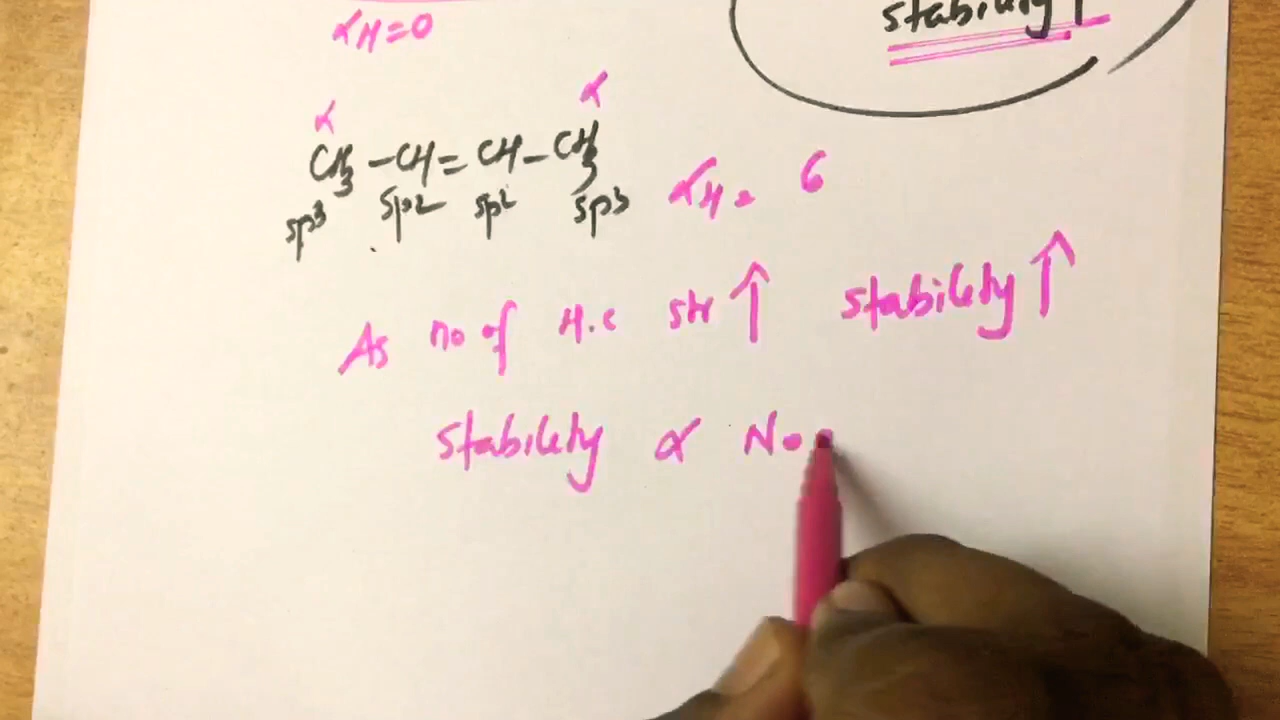 stability↑
αH=0
α α
CH3 -CH=CH-CH3
sp3 sp2 sp2 sp3 αH= 6
As no of H.C str↑ stability↑
stability α No